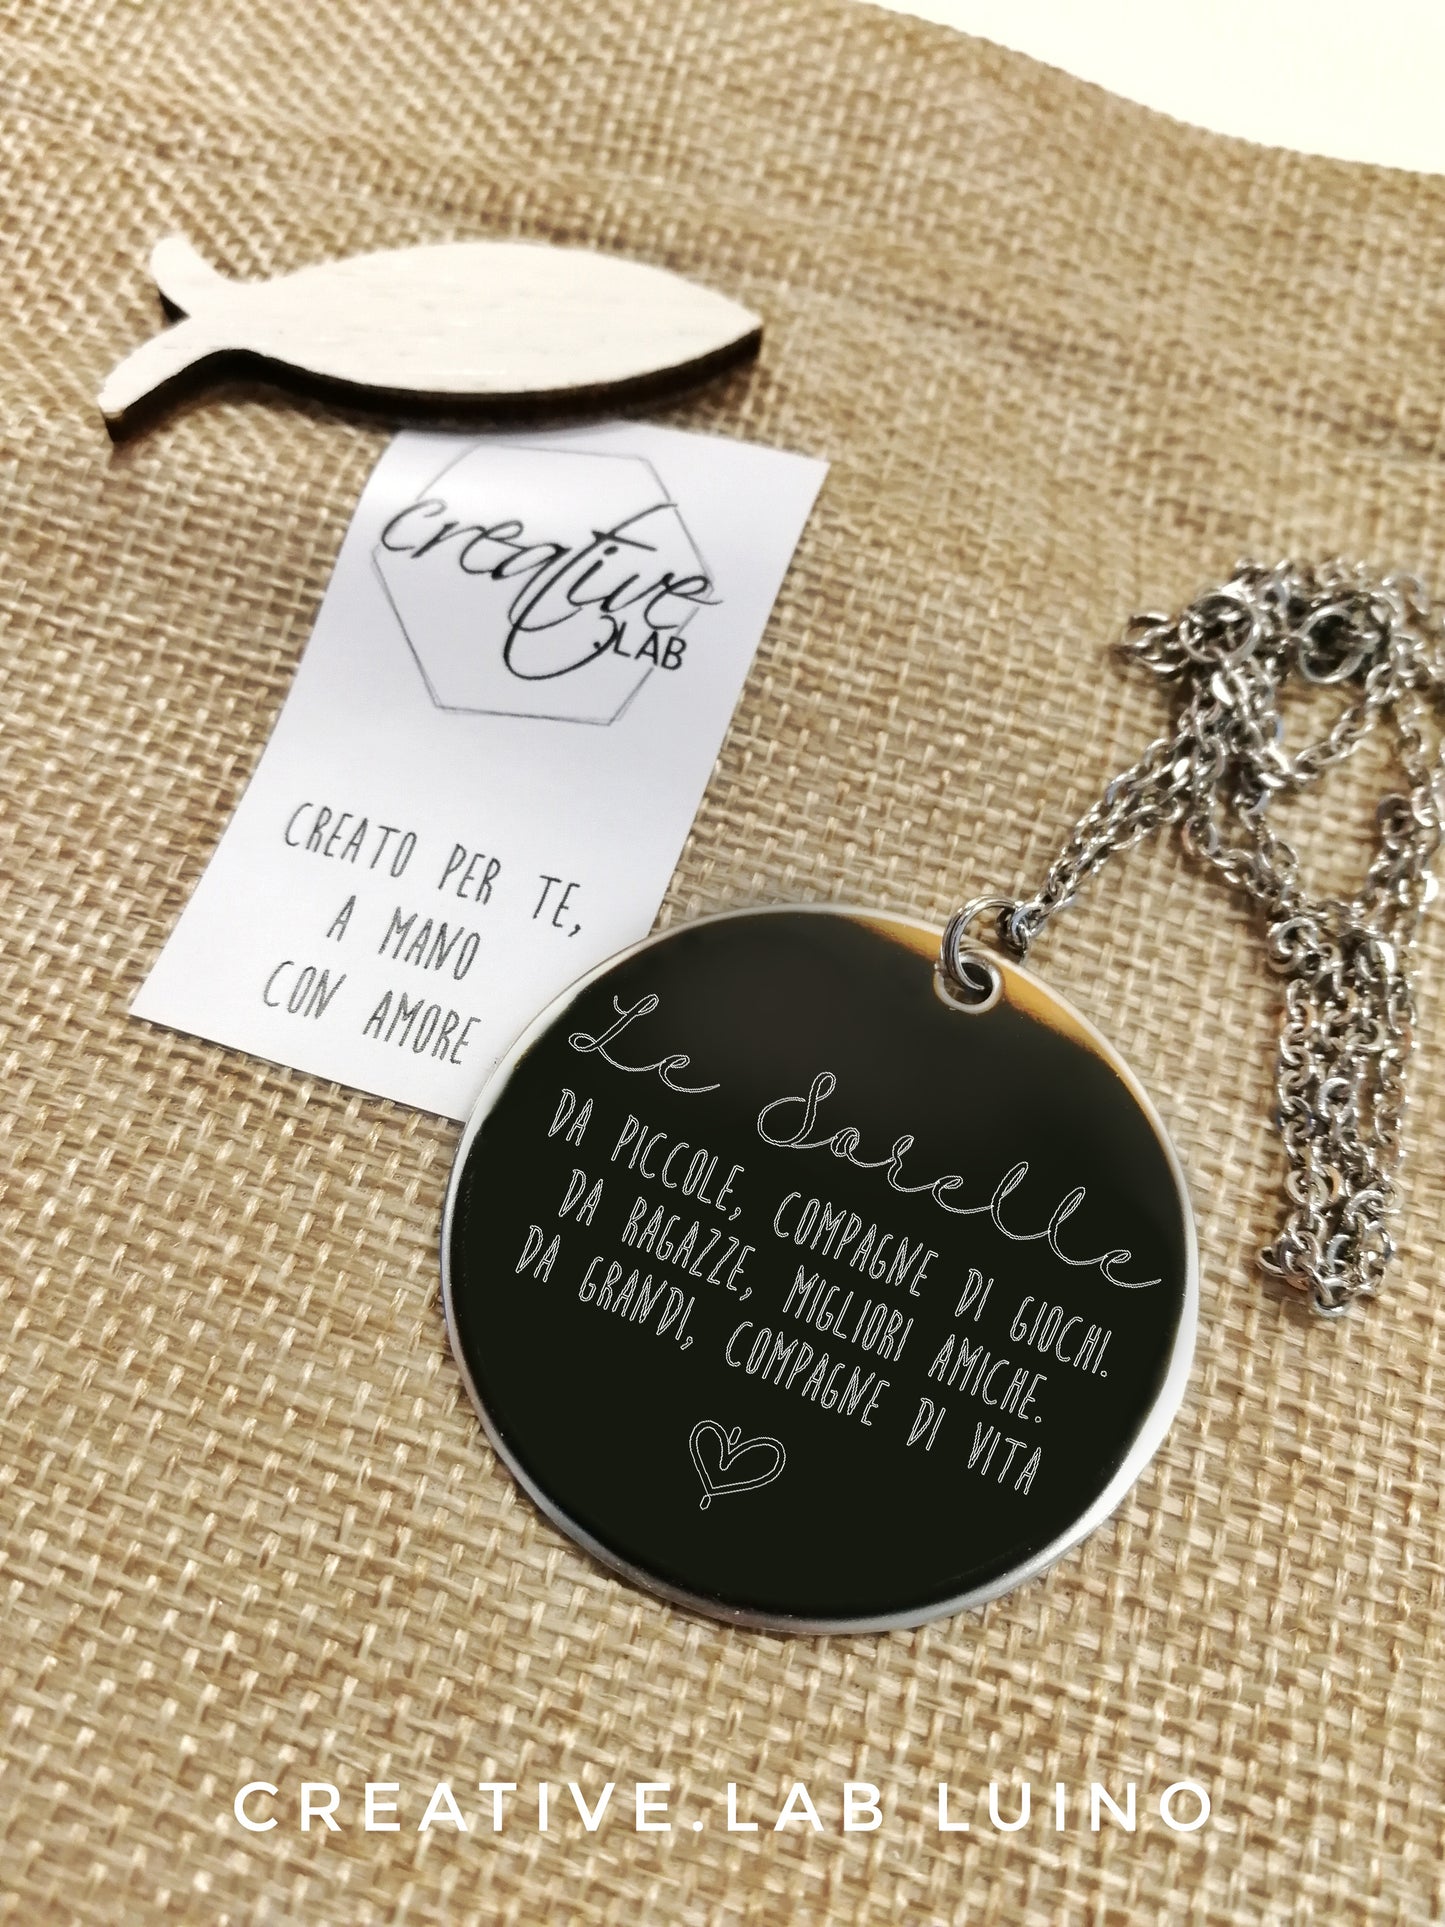 creative
.LAB
CREATO PER TE,
A MANO
CON AMORE
Le Sorelle
DA PICCOLE, COMPAGNE DI GIOCHI.
DA RAGAZZE, MIGLIORI AMICHE.
DA GRANDI, COMPAGNE DI VITA
CREATIVE.LAB LUINO